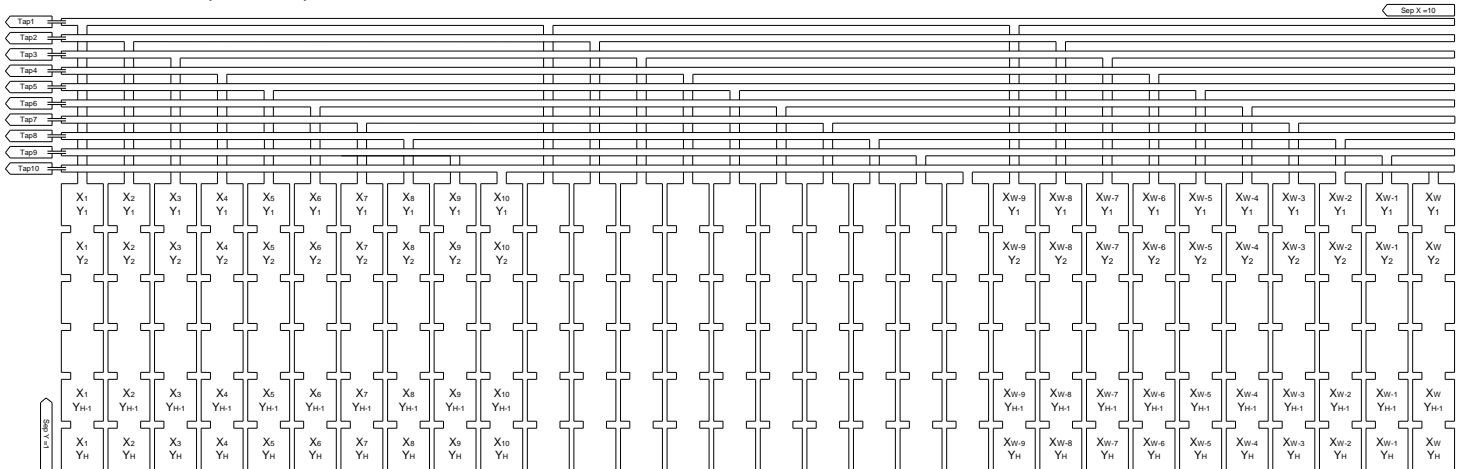 Sep X =10
Tap1
Tap2
Tap3
Tap4
Tap5
Tap6
Tap7
Tap8
Tap9
Tap10
X1 X2 X3 X4 X5 X6 X7 X8 X9 X10 XW-9 XW-8 XW-7 XW-6 XW-5 XW-4 XW-3 XW-2 XW-1 XW
Y1 Y1 Y1 Y1 Y1 Y1 Y1 Y1 Y1 Y1 Y1 Y1 Y1 Y1 Y1 Y1 Y1 Y1 Y1 Y1
X1 X2 X3 X4 X5 X6 X7 X8 X9 X10 XW-9 XW-8 XW-7 XW-6 XW-5 XW-4 XW-3 XW-2 XW-1 XW
Y2 Y2 Y2 Y2 Y2 Y2 Y2 Y2 Y2 Y2 Y2 Y2 Y2 Y2 Y2 Y2 Y2 Y2 Y2 Y2
X1 X2 X3 X4 X5 X6 X7 X8 X9 X10 XW-9 XW-8 XW-7 XW-6 XW-5 XW-4 XW-3 XW-2 XW-1 XW
YH-1 YH-1 YH-1 YH-1 YH-1 YH-1 YH-1 YH-1 YH-1 YH-1 YH-1 YH-1 YH-1 YH-1 YH-1 YH-1 YH-1 YH-1 YH-1 YH-1
Sep Y =1
X1 X2 X3 X4 X5 X6 X7 X8 X9 X10 XW-9 XW-8 XW-7 XW-6 XW-5 XW-4 XW-3 XW-2 XW-1 XW
YH YH YH YH YH YH YH YH YH YH YH YH YH YH YH YH YH YH YH YH